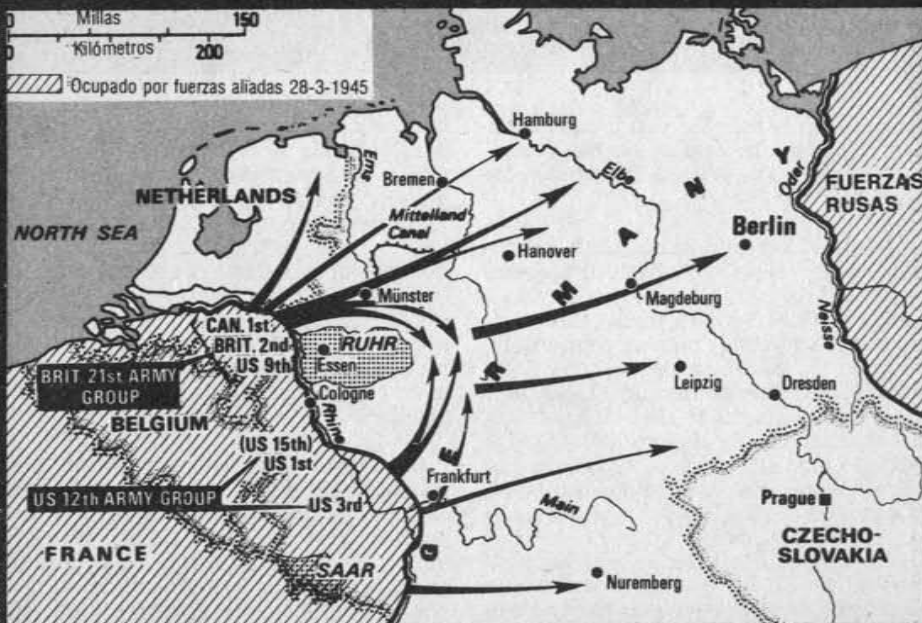 Millas
0 150
Kilómetros
0 200
Ocupado por fuerzas aliadas 28-3-1945
Hamburg
Bremen
Elbe
Ems
NETHERLANDS
NORTH SEA
Mittelland
Canal
Hanover
Berlin
Oder
FUERZAS
RUSAS
Münster
Magdeburg
Neisse
CAN. 1st
BRIT. 2nd
US 9th
RUHR
Essen
BRIT. 21st ARMY
GROUP
Cologne
Leipzig
Dresden
BELGIUM
Rhine
(US 15th)
US 1st
US 12th ARMY GROUP
US 3rd
Frankfurt
Main
Prague
CZECHO-
SLOVAKIA
FRANCE
SAAR
Nuremberg
G E R M A N Y